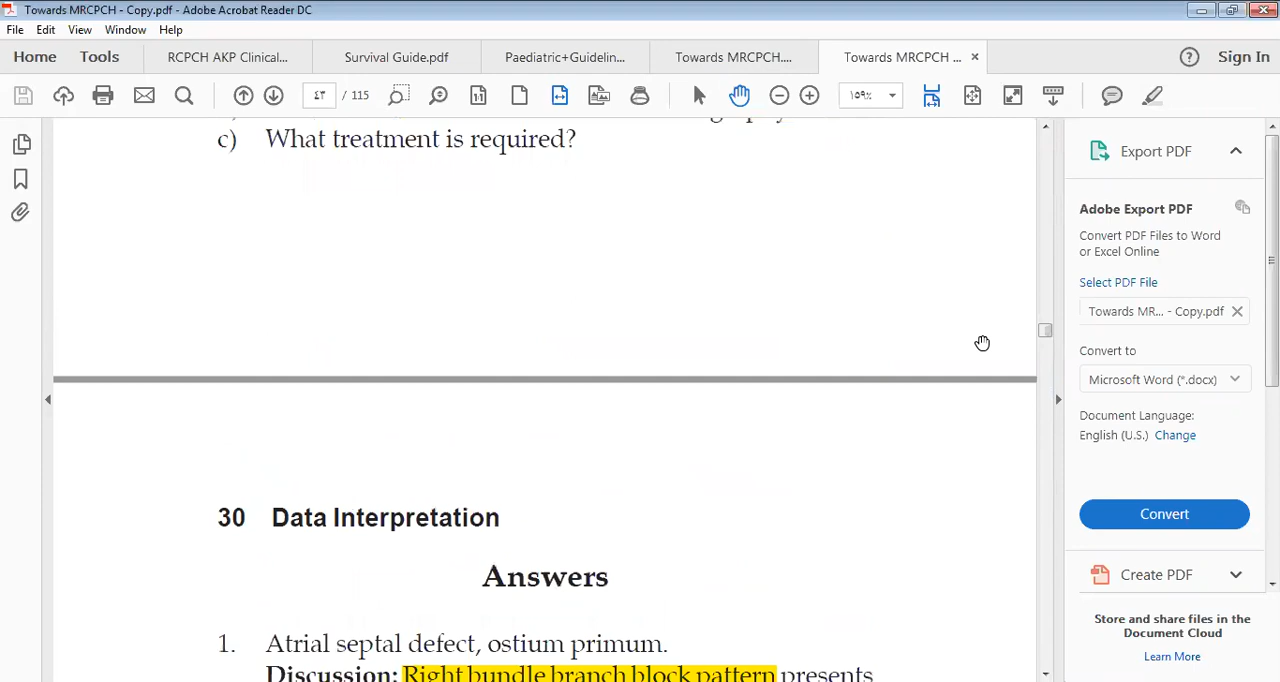 Towards MRCPCH - Copy.pdf - Adobe Acrobat Reader DC
File Edit View Window Help
Home Tools RCPCH AKP Clinical... Survival Guide.pdf Paediatric+Guidelin... Towards MRCPCH.... Towards MRCPCH ... × ? Sign In
٤٣ / 115 ١٥٩%
c) What treatment is required?
30 Data Interpretation
Answers
1. Atrial septal defect, ostium primum.
Discussion: Right bundle branch block pattern presents
Export PDF
Adobe Export PDF
Convert PDF Files to Word
or Excel Online
Select PDF File
Towards MR... - Copy.pdf ×
Convert to
Microsoft Word (*.docx)
Document Language:
English (U.S.) Change
Convert
Create PDF
Store and share files in the
Document Cloud
Learn More